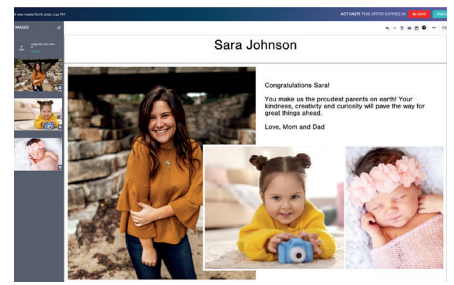 ACT FAST! THIS OFFER EXPIRES IN
IMAGES
Sara Johnson
Congratulations Sara!
You make us the proudest parents on earth! Your
kindness, creativity and curiosity will pave the way for
great things ahead.
Love, Mom and Dad